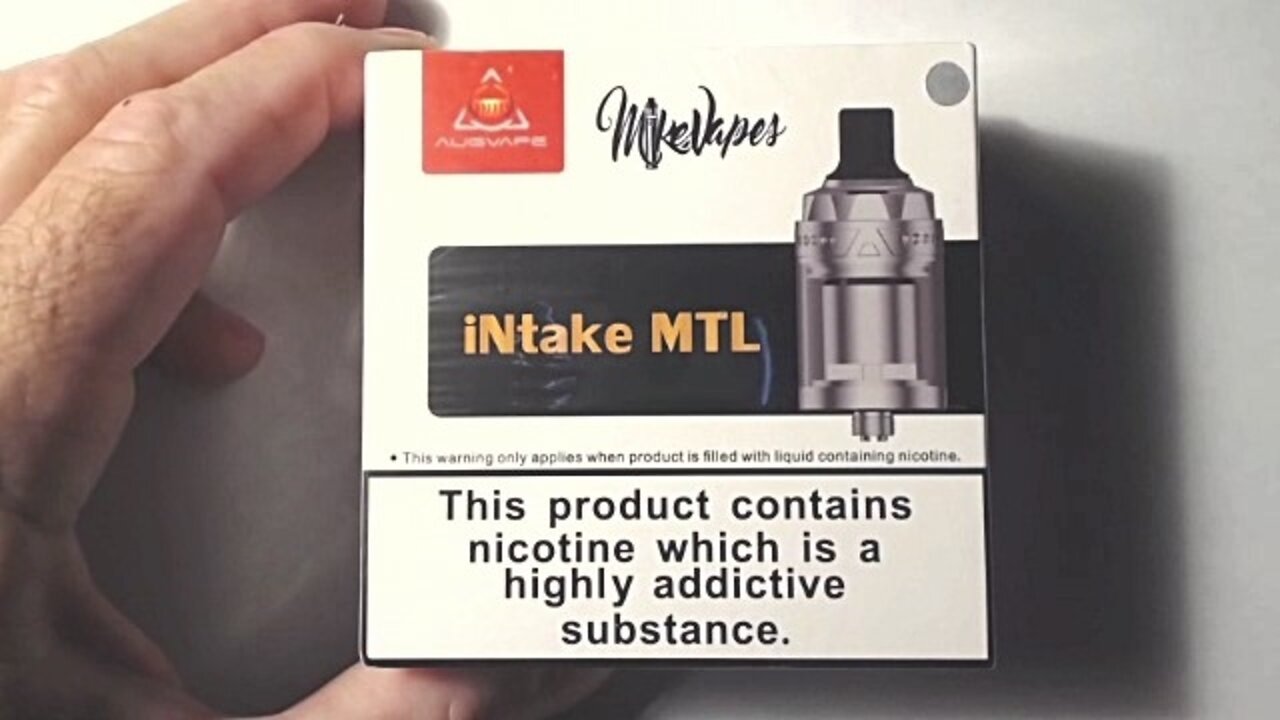 AUGVAPE
MikeVapes
iNtake MTL
• This warning only applies when product is filled with liquid containing nicotine.
This product contains
nicotine which is a
highly addictive
substance.